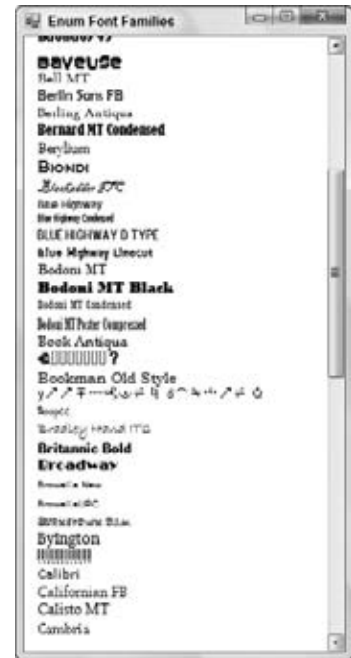 Enum Font Families
Baveuse
Bell MT
Berlin Sans FB
Berling Antiqua
Bernard MT Condensed
Berylium
BIONDI
Blackadder ITC
Blue Highway
Blue Highway Condensed
BLUE HIGHWAY D TYPE
Blue Highway Linocut
Bodoni MT
Bodoni MT Black
Bodoni MT Condensed
Bodoni MT Poster Compressed
Book Antiqua
Bookman Old Style
Bradley Hand ITC
Britannic Bold
Broadway
Byington
Calibri
Californian FB
Calisto MT
Cambria